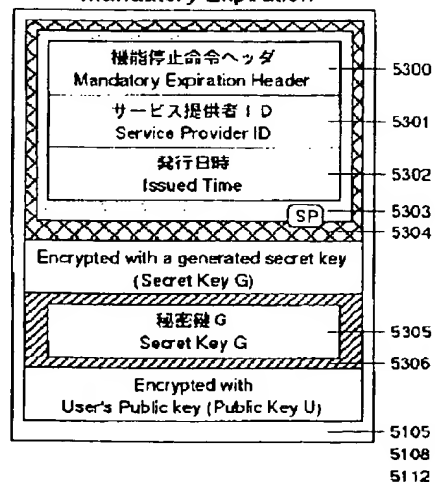 Mandatory Expiration
機能停止命令ヘッダ
Mandatory Expiration Header
5300
サービス提供者ID
Service Provider ID
5301
発行日時
Issued Time
5302
SP
5303
5304
Encrypted with a generated secret key
(Secret Key G)
秘密鍵G
Secret Key G
5305
5306
Encrypted with
User's Public key (Public Key U)
5105
5108
5112